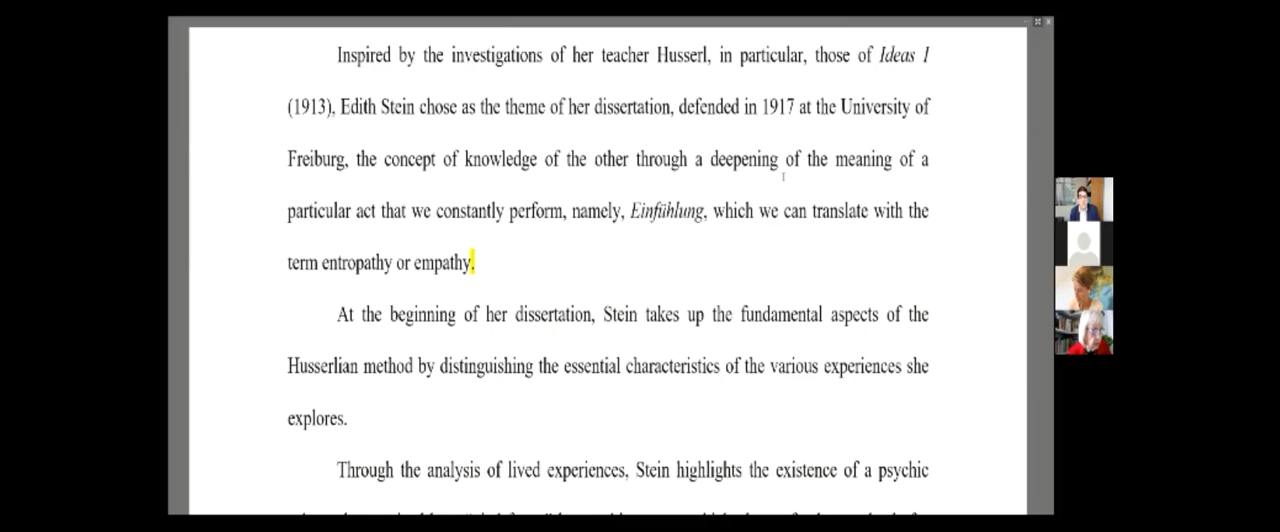 Inspired by the investigations of her teacher Husserl, in particular, those of Ideas I
(1913), Edith Stein chose as the theme of her dissertation, defended in 1917 at the University of
Freiburg, the concept of knowledge of the other through a deepening of the meaning of a
particular act that we constantly perform, namely, Einfühlung, which we can translate with the
term entropathy or empathy.
At the beginning of her dissertation, Stein takes up the fundamental aspects of the
Husserlian method by distinguishing the essential characteristics of the various experiences she
explores.
Through the analysis of lived experiences, Stein highlights the existence of a psychic